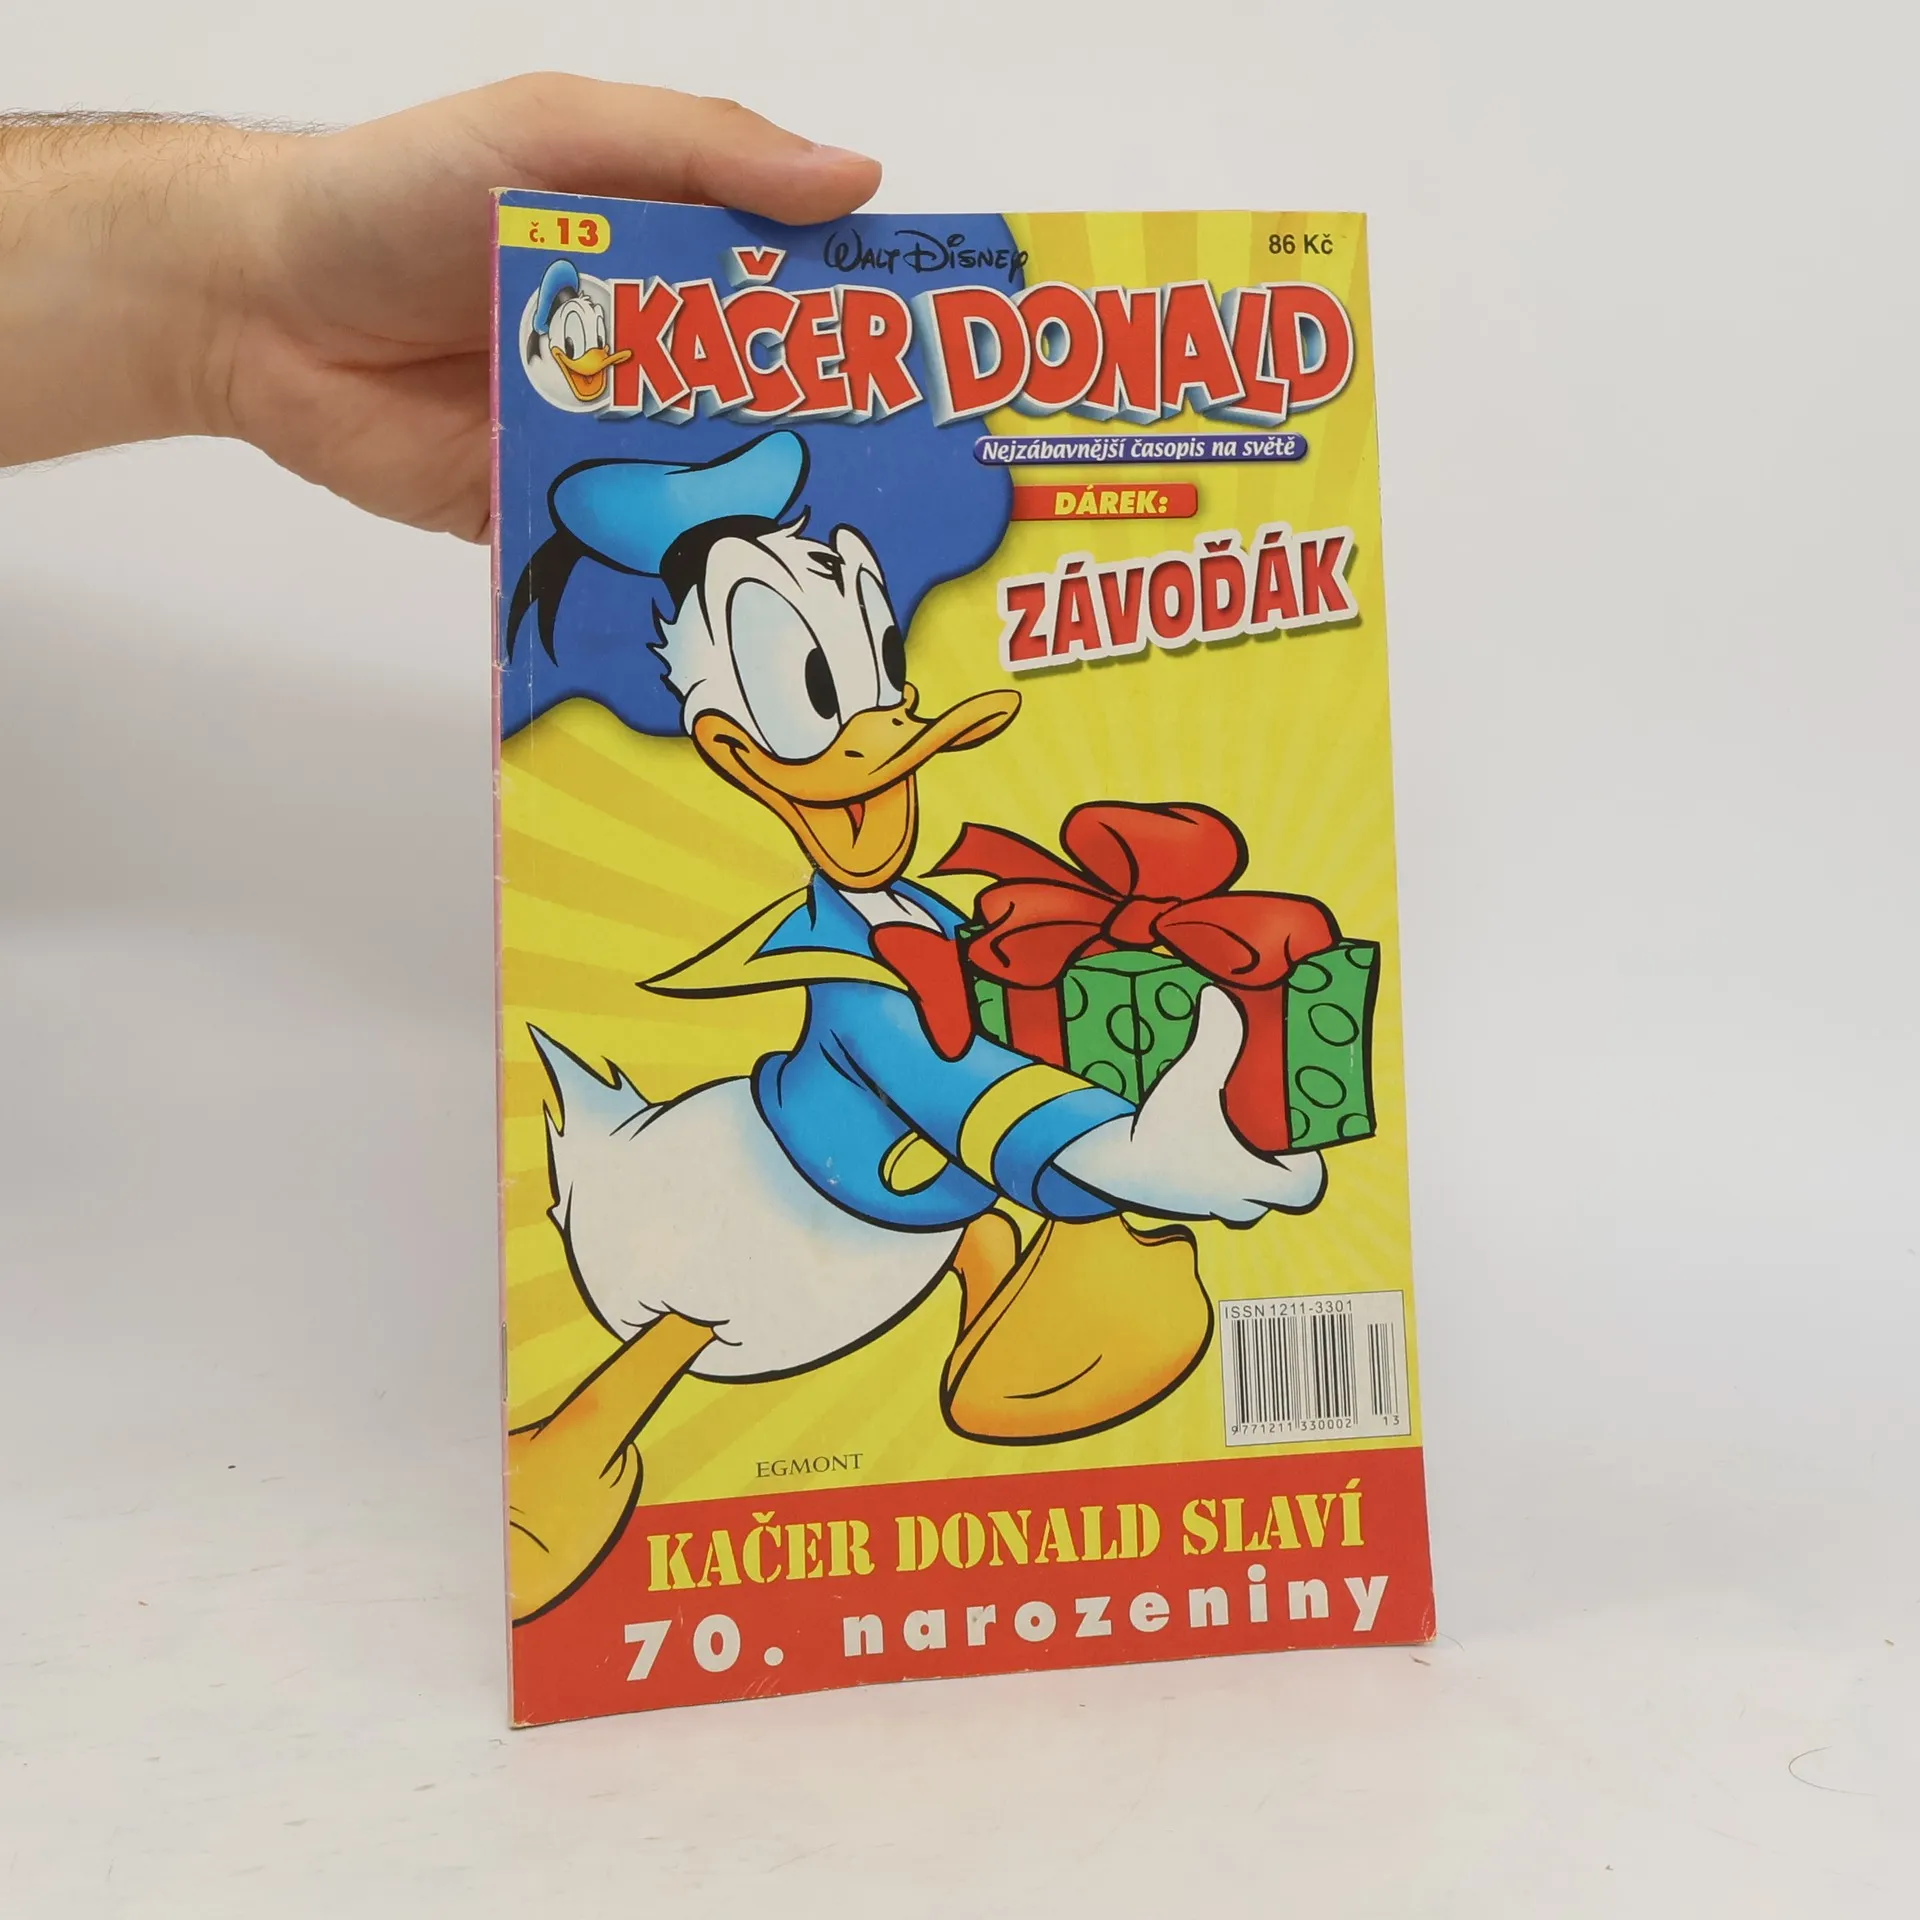 č. 13
WALT DISNEY
86 Kč
KAČER DONALD
Nejzábavnější časopis na světě
DÁREK:
ZÁVOĎÁK
ISSN 1211-3301
9 771211 330002
13
EGMONT
KAČER DONALD SLAVÍ
70. narozeniny